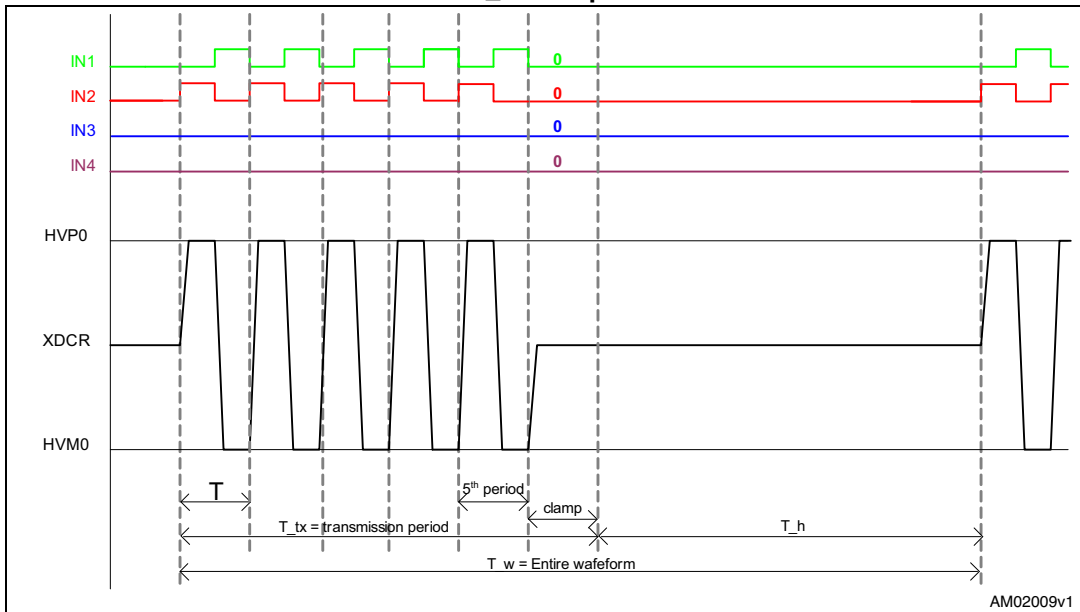 IN1
0
IN2
0
IN3
0
IN4
0
HVP0
XDCR
HVM0
T
5th period
clamp
T_tx = transmission period
T_h
T_w = Entire wafeform
AM02009v1